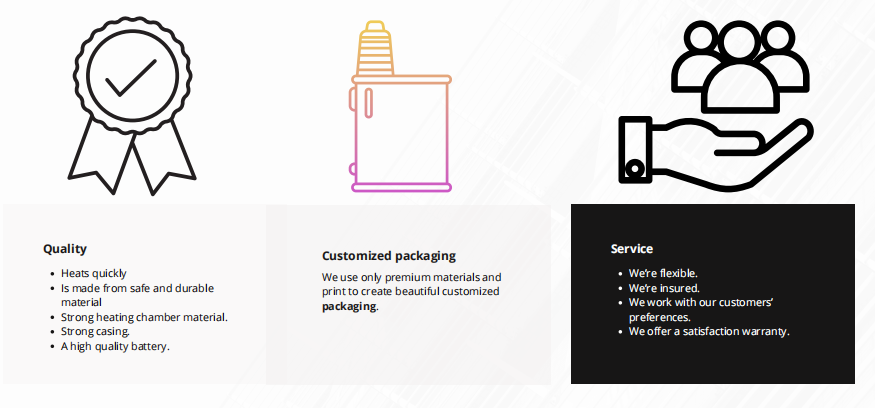 Quality
• Heats quickly
• Is made from safe and durable
material
• Strong heating chamber material.
• Strong casing.
• A high quality battery.
Customized packaging
We use only premium materials and
print to create beautiful customized
packaging.
Service
• We’re flexible.
• We’re insured.
• We work with our customers’
preferences.
• We offer a satisfaction warranty.